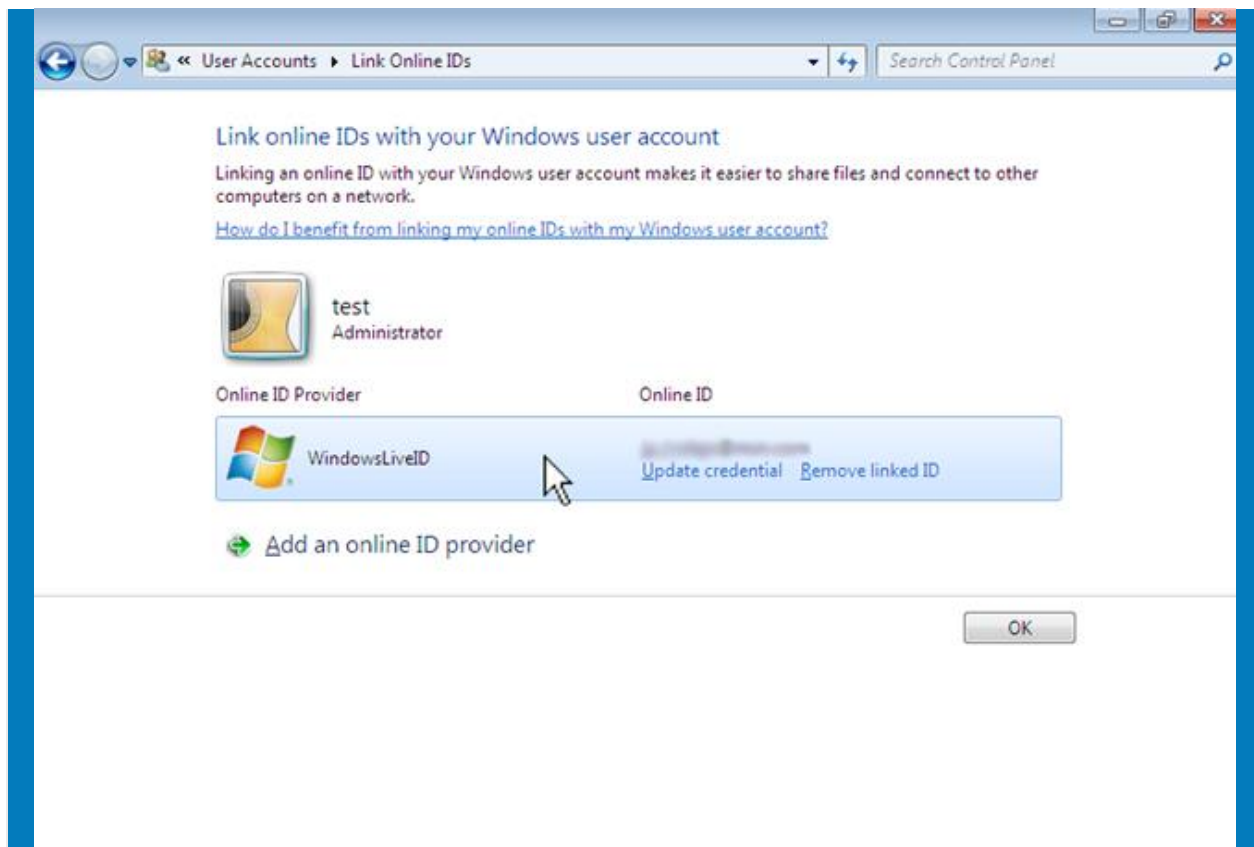 « User Accounts ▸ Link Online IDs
Search Control Panel
Link online IDs with your Windows user account
Linking an online ID with your Windows user account makes it easier to share files and connect to other
computers on a network.
How do I benefit from linking my online IDs with my Windows user account?
test
Administrator
Online ID Provider Online ID
WindowsLiveID
Update credential Remove linked ID
Add an online ID provider
OK